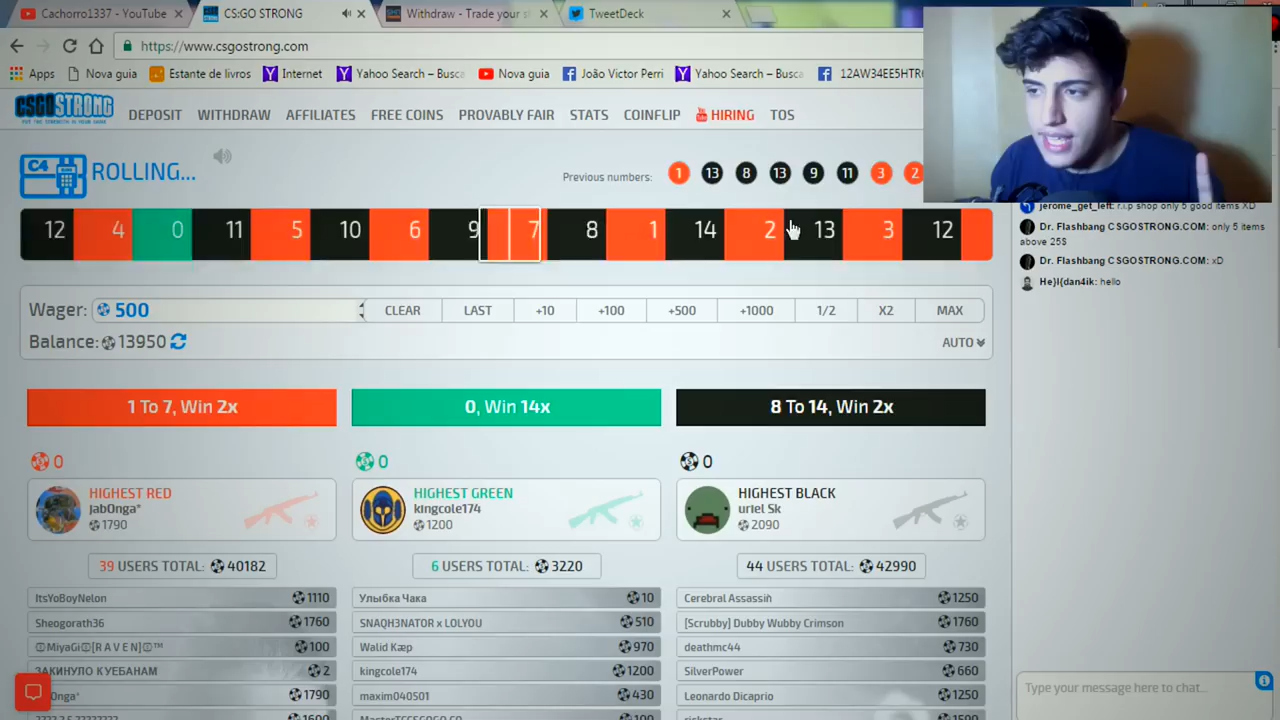 Cachorro1337 - YouTube
CS:GO STRONG
Withdraw - Trade your s
TweetDeck
https://www.csgostrong.com
Apps
Nova guia
Estante de livros
Internet
Yahoo Search – Busca
Nova guia
João Victor Perri
Yahoo Search – Busca
12AW34EE5HTR
CSGOSTRONG
DEPOSIT
WITHDRAW
AFFILIATES
FREE COINS
PROVABLY FAIR
STATS
COINFLIP
HIRING
TOS
C4
ROLLING...
Previous numbers:
1 13 8 13 9 11 3 2
12 4 0 11 5 10 6 9 7 8 1 14 2 13 3 12
jerome_get_left: r.i.p shop only 5 good items XD
Dr. Flashbang CSGOSTRONG.COM: only 5 items
above 25$
Dr. Flashbang CSGOSTRONG.COM: xD
He}I{dan4ik: hello
Wager: 500
CLEAR
LAST
+10
+100
+500
+1000
1/2
X2
MAX
Balance: 13950
AUTO
1 To 7, Win 2x
0, Win 14x
8 To 14, Win 2x
0
0
0
HIGHEST RED
jabOnga*
1790
HIGHEST GREEN
kingcole174
1200
HIGHEST BLACK
uriel Sk
2090
39 USERS TOTAL: 40182
6 USERS TOTAL: 3220
44 USERS TOTAL: 42990
ItsYoBoyNelon 1110
Улыбка Чака 10
Cerebral Assassiñ 1250
Sheogorath36 1760
SNAQH3NATOR x LOLYOU 510
[Scrubby] Dubby Wubby Crimson 1760
100
Walid Kæp 970
deathmc44 730
ЗАКИНУЛО К УЕБАНАМ 2
kingcole174 1200
SilverPower 660
Onga* 1790
maxim040501 430
Leonardo Dicaprio 1250
Type your message here to chat...